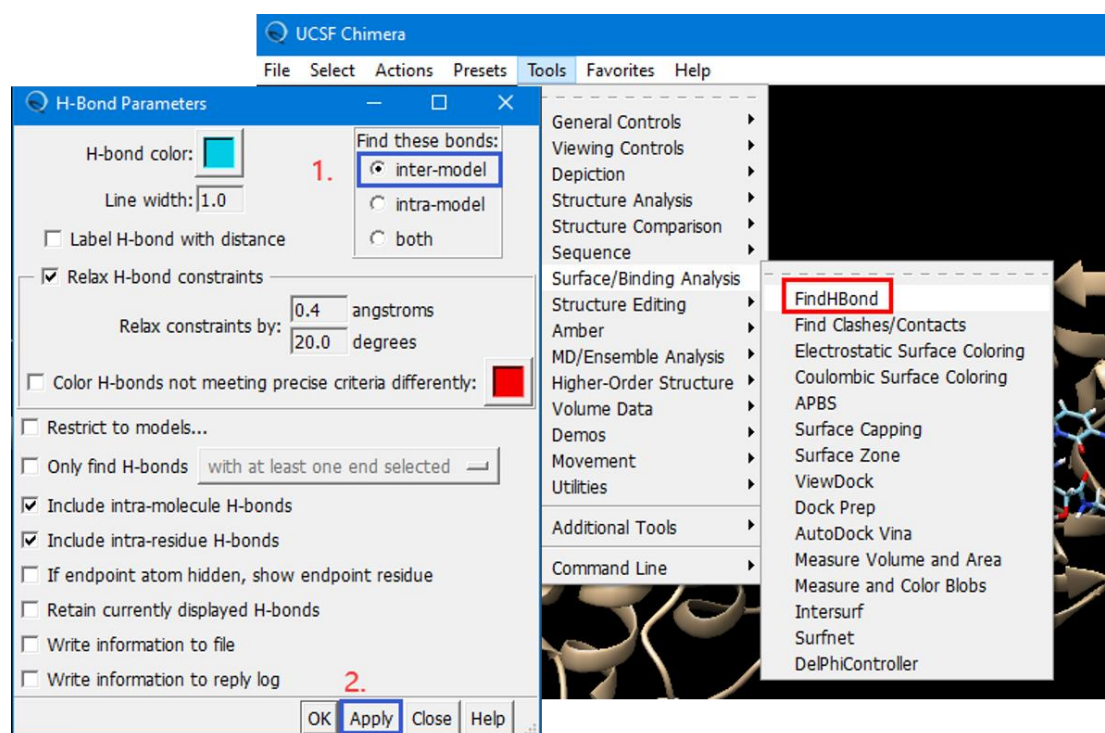 UCSF Chimera
File Select Actions Presets Tools Favorites Help
H-Bond Parameters
H-bond color:
Line width: 1.0
Label H-bond with distance
1.
Find these bonds:
inter-model
intra-model
both
Relax H-bond constraints
Relax constraints by:
0.4 angstroms
20.0 degrees
Color H-bonds not meeting precise criteria differently:
Restrict to models...
Only find H-bonds with at least one end selected
Include intra-molecule H-bonds
Include intra-residue H-bonds
If endpoint atom hidden, show endpoint residue
Retain currently displayed H-bonds
Write information to file
Write information to reply log
2.
OK Apply Close Help
General Controls
Viewing Controls
Depiction
Structure Analysis
Structure Comparison
Sequence
Surface/Binding Analysis
Structure Editing
Amber
MD/Ensemble Analysis
Higher-Order Structure
Volume Data
Demos
Movement
Utilities
Additional Tools
Command Line
FindHBond
Find Clashes/Contacts
Electrostatic Surface Coloring
Coulombic Surface Coloring
APBS
Surface Capping
Surface Zone
ViewDock
Dock Prep
AutoDock Vina
Measure Volume and Area
Measure and Color Blobs
Intersurf
Surfnet
DelPhiController